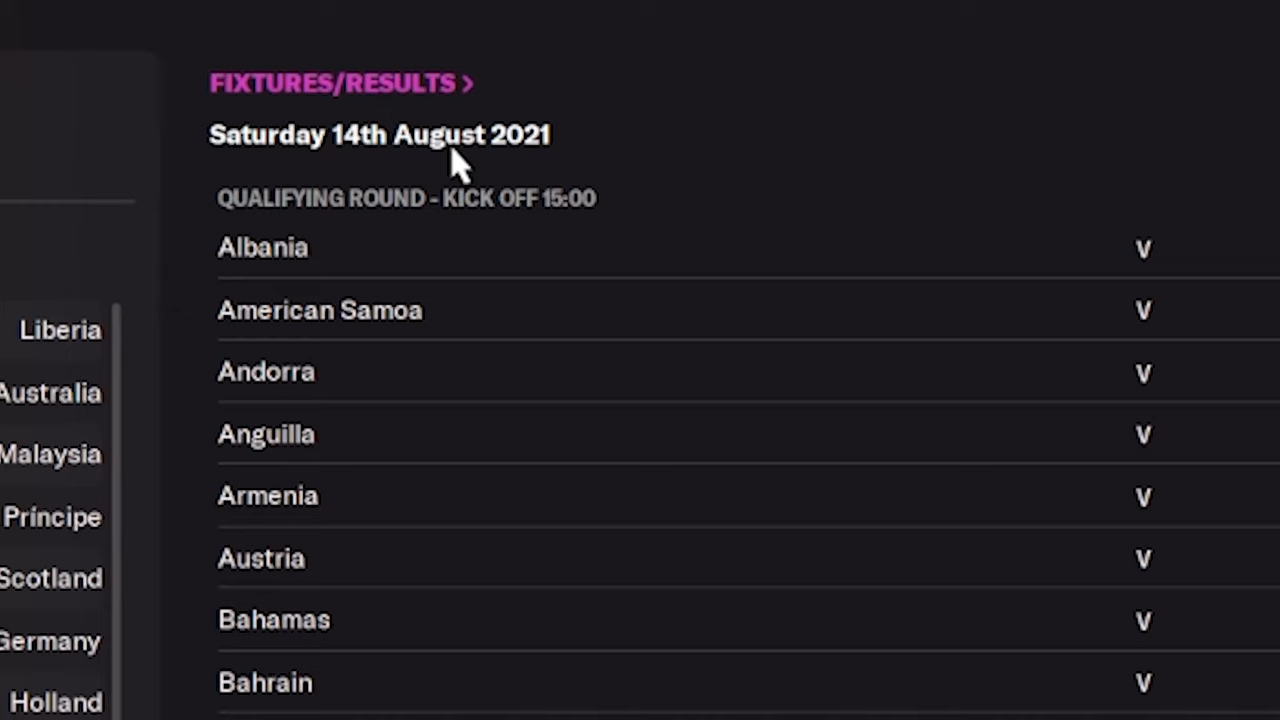 FIXTURES/RESULTS >
Saturday 14th August 2021
QUALIFYING ROUND - KICK OFF 15:00
Albania V
American Samoa V
Andorra V
Anguilla V
Armenia V
Austria V
Bahamas V
Bahrain V
Liberia
Australia
Malaysia
Príncipe
Scotland
Germany
Holland